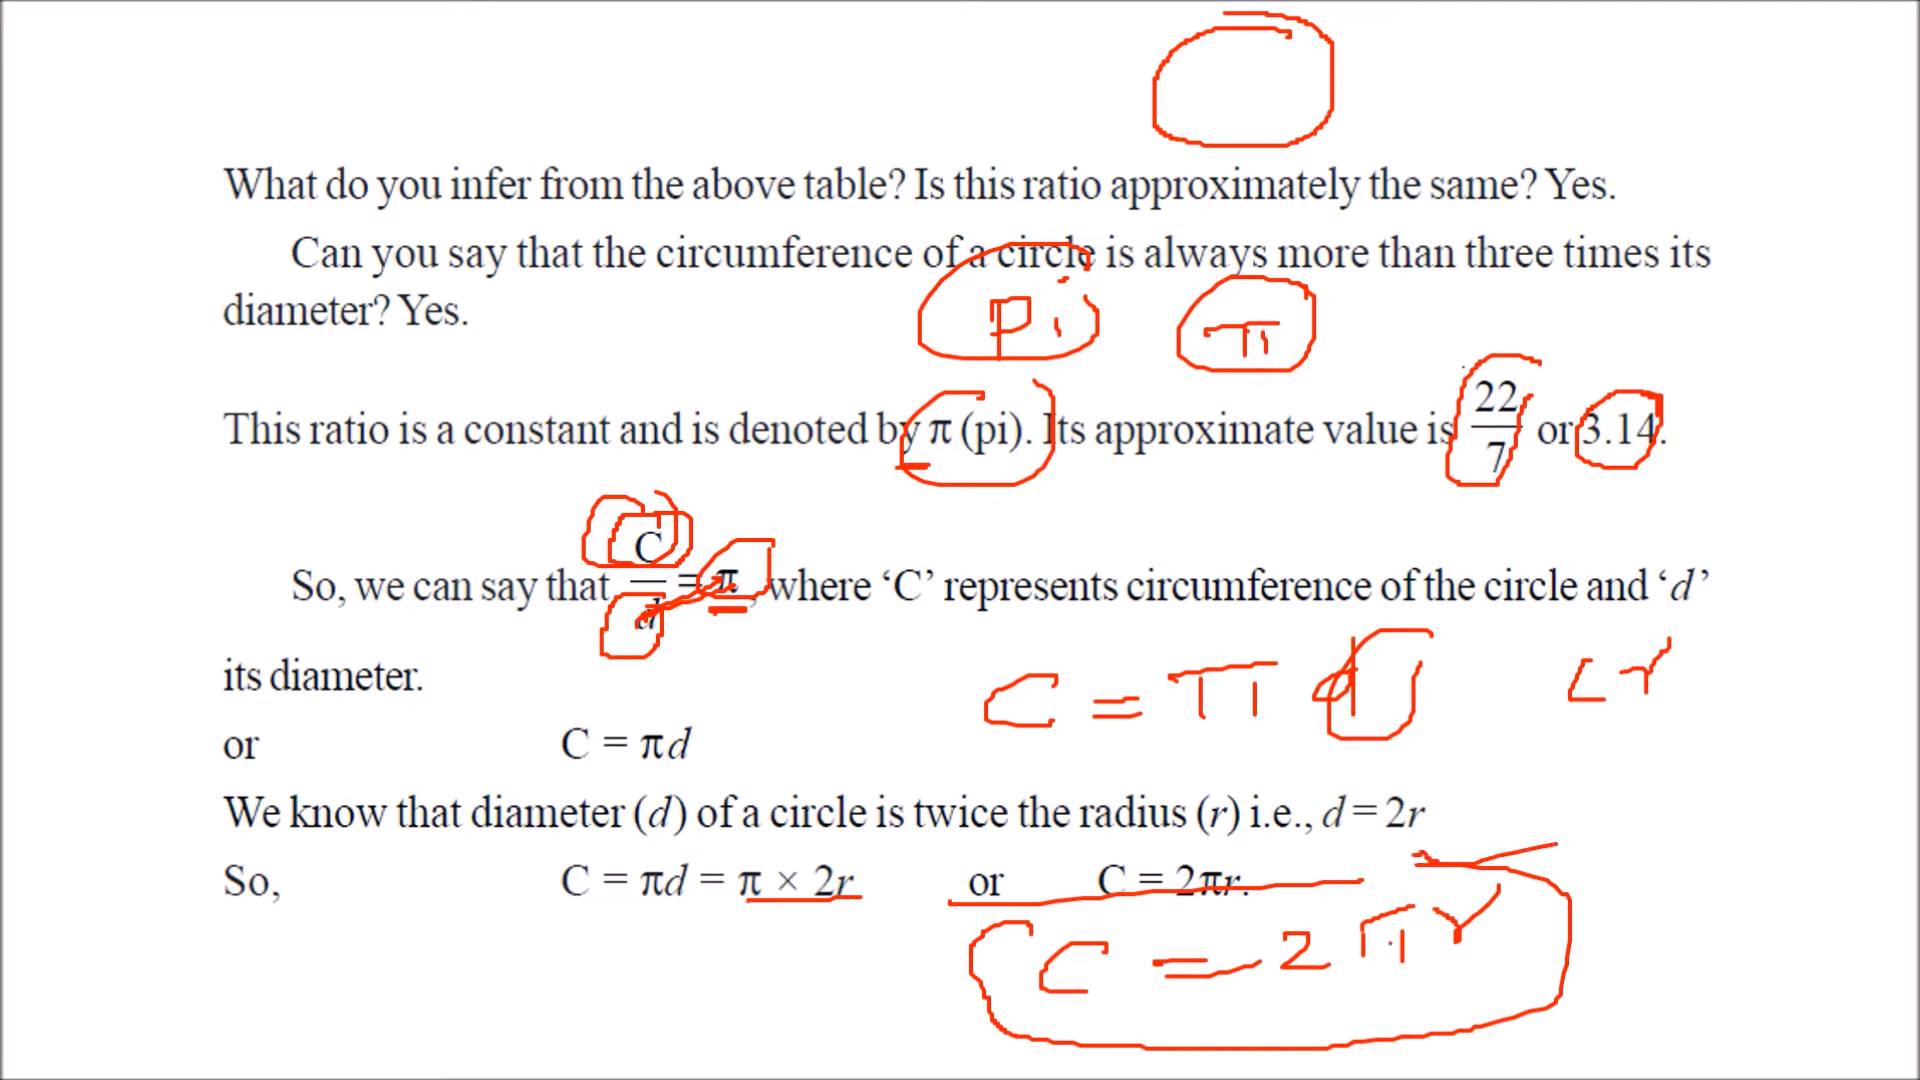 What do you infer from the above table? Is this ratio approximately the same? Yes.
Can you say that the circumference of a circle is always more than three times its
diameter? Yes.
pi π
This ratio is a constant and is denoted by π (pi). Its approximate value is 22/7 or 3.14.
So, we can say that C/d = π, where ‘C’ represents circumference of the circle and ‘d’
its diameter.
C = π d
or C = πd
We know that diameter (d) of a circle is twice the radius (r) i.e., d = 2r
So, C = πd = π × 2r or C = 2πr.
C = 2πr